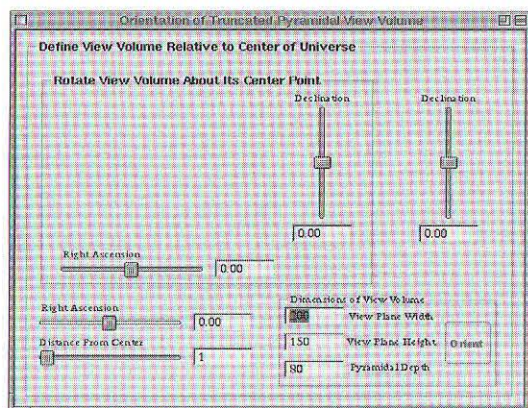 Orientation of Truncated Pyramidal View Volume
Define View Volume Relative to Center of Universe
Rotate View Volume About Its Center Point
Declination
Declination
0.00
0.00
Right Ascension
0.00
Right Ascension
0.00
Distance From Center
1
Dimensions of View Volume
View Plane Width
150
View Plane Height
80
Pyramidal Depth
Orient